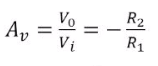 A_v = V_0/V_i = -R_2/R_1